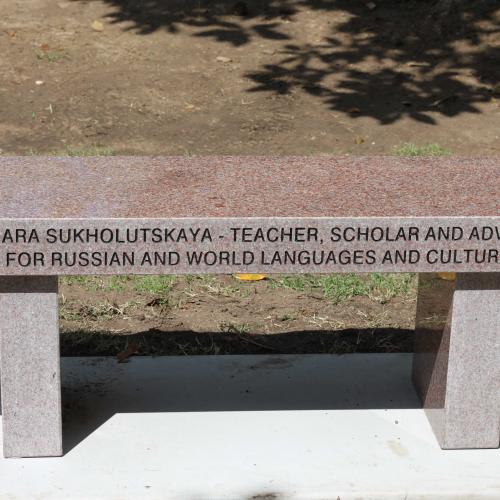 ARA SUKHOLUTSKAYA - TEACHER, SCHOLAR AND ADV
FOR RUSSIAN AND WORLD LANGUAGES AND CULTUR